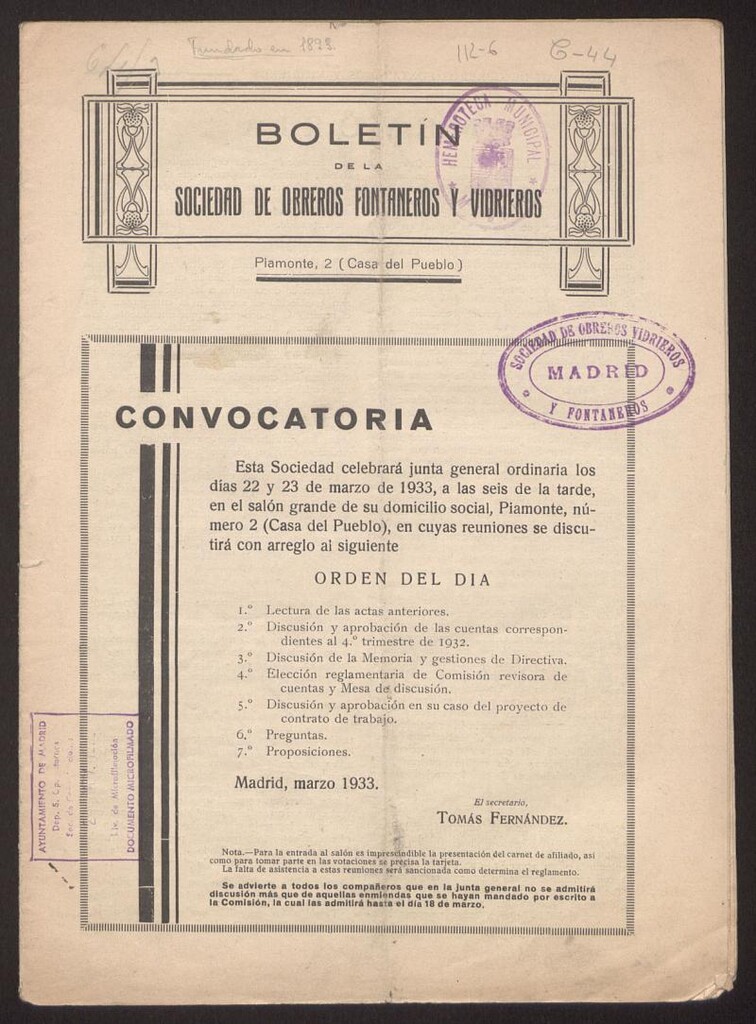 112-6
C-44
BOLETÍN
DE LA
SOCIEDAD DE OBREROS FONTANEROS Y VIDRIEROS
HEMEROTECA MUNICIPAL
Piamonte, 2 (Casa del Pueblo)
SOCIEDAD DE OBREROS VIDRIEROS
MADRID
Y FONTANEROS
CONVOCATORIA
Esta Sociedad celebrará junta general ordinaria los
días 22 y 23 de marzo de 1933, a las seis de la tarde,
en el salón grande de su domicilio social, Piamonte, nú-
mero 2 (Casa del Pueblo), en cuyas reuniones se discu-
tirá con arreglo al siguiente
ORDEN DEL DIA
1.º Lectura de las actas anteriores.
2.º Discusión y aprobación de las cuentas correspon-
dientes al 4.º trimestre de 1932.
3.º Discusión de la Memoria y gestiones de Directiva.
4.º Elección reglamentaria de Comisión revisora de
cuentas y Mesa de discusión.
5.º Discusión y aprobación en su caso del proyecto de
contrato de trabajo.
6.º Preguntas.
7.º Proposiciones.
Madrid, marzo 1933.
El secretario,
TOMÁS FERNÁNDEZ.
Nota.—Para la entrada al salón es imprescindible la presentación del carnet de afiliado, así
como para tomar parte en las votaciones se precisa la tarjeta.
La falta de asistencia a estas reuniones será sancionada como determina el reglamento.
Se advierte a todos los compañeros que en la junta general no se admitirá
discusión más que de aquellas enmiendas que se hayan mandado por escrito a
la Comisión, la cual las admitirá hasta el día 18 de marzo.
AYUNTAMIENTO DE MADRID
de Microfilmación
DOCUMENTO MICROFILMADO